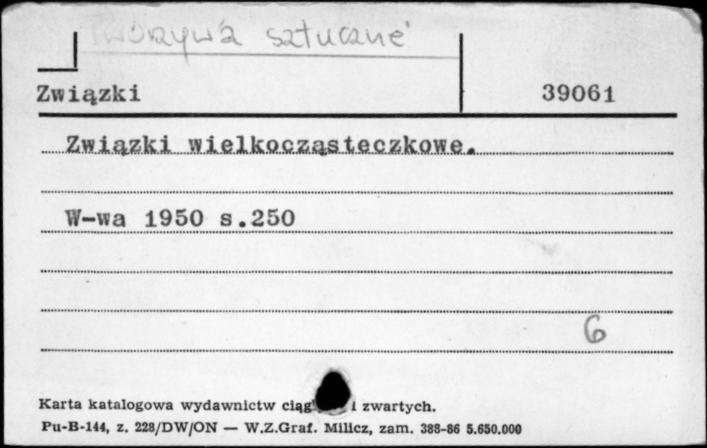 Tworzywa sztuczne
Związki 39061
Związki wielkocząsteczkowe.
W-wa 1950 s.250
6
Karta katalogowa wydawnictw ciąg i zwartych.
Pu-B-144, z. 228/DW/ON — W.Z.Graf. Milicz, zam. 388-86 5.650.000